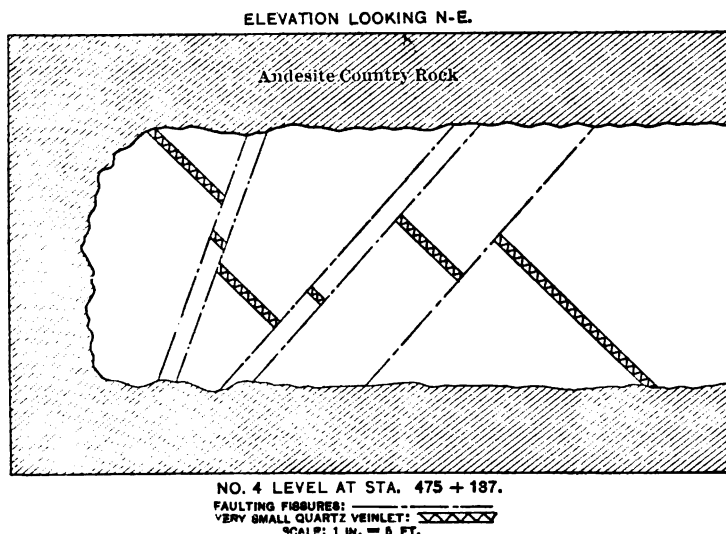 ELEVATION LOOKING N-E.
Andesite Country Rock
NO. 4 LEVEL AT STA. 475 + 187.
FAULTING FISSURES:
VERY SMALL QUARTZ VEINLET:
SCALE: 1 IN. = 5 FT.